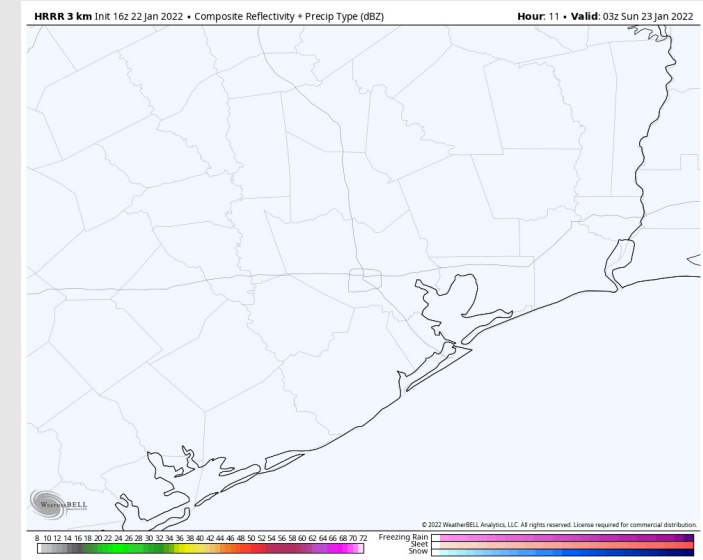 HRRR 3 km Init 16z 22 Jan 2022 • Composite Reflectivity + Precip Type (dBZ)
Hour: 11 • Valid: 03z Sun 23 Jan 2022
WeatherBELL
© 2022 WeatherBELL Analytics, LLC. All rights reserved. License required for commercial distribution.
8 10 12 14 16 18 20 22 24 26 28 30 32 34 36 38 40 42 44 46 48 50 52 54 56 58 60 62 64 66 68 70 72
Freezing Rain
Sleet
Snow